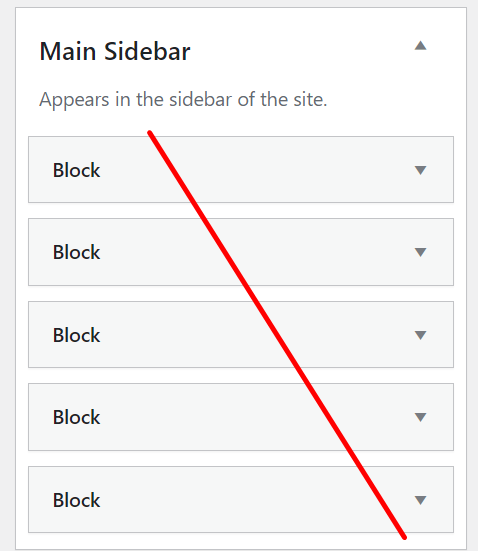 Main Sidebar
Appears in the sidebar of the site.
Block
Block
Block
Block
Block